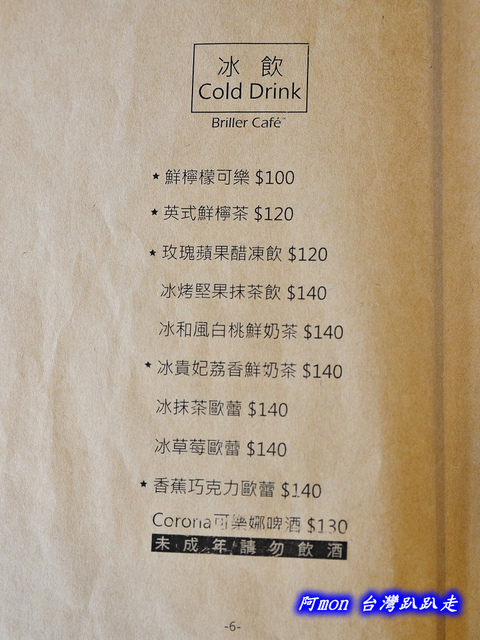 冰 飲
Cold Drink
Briller Café™
★ 鮮檸檬可樂 $100
★ 英式鮮檸茶 $120
★ 玫瑰蘋果醋凍飲 $120
冰烤堅果抹茶飲 $140
冰和風白桃鮮奶茶 $140
★ 冰貴妃荔香鮮奶茶 $140
冰抹茶歐蕾 $140
冰草莓歐蕾 $140
★ 香蕉巧克力歐蕾 $140
Corona可樂娜啤酒 $130
未成年請勿飲酒
阿mon 台灣趴趴走
-6-